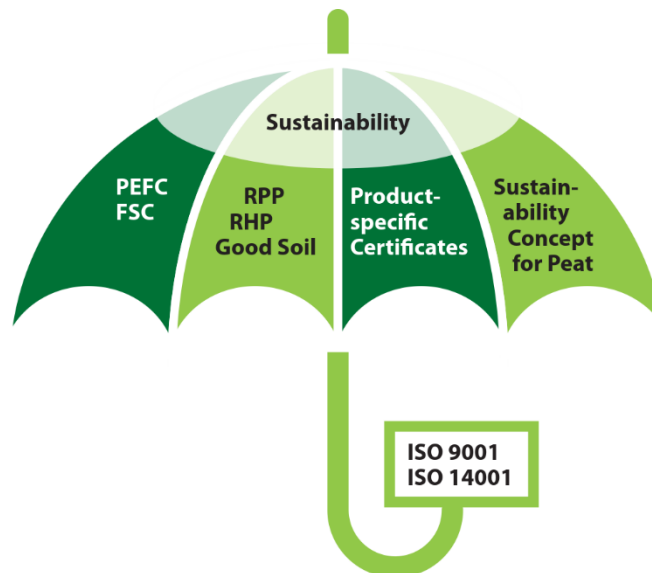 Sustainability
PEFC
FSC
RPP
RHP
Good Soil
Product-
specific
Certificates
Sustain-
ability
Concept
for Peat
ISO 9001
ISO 14001